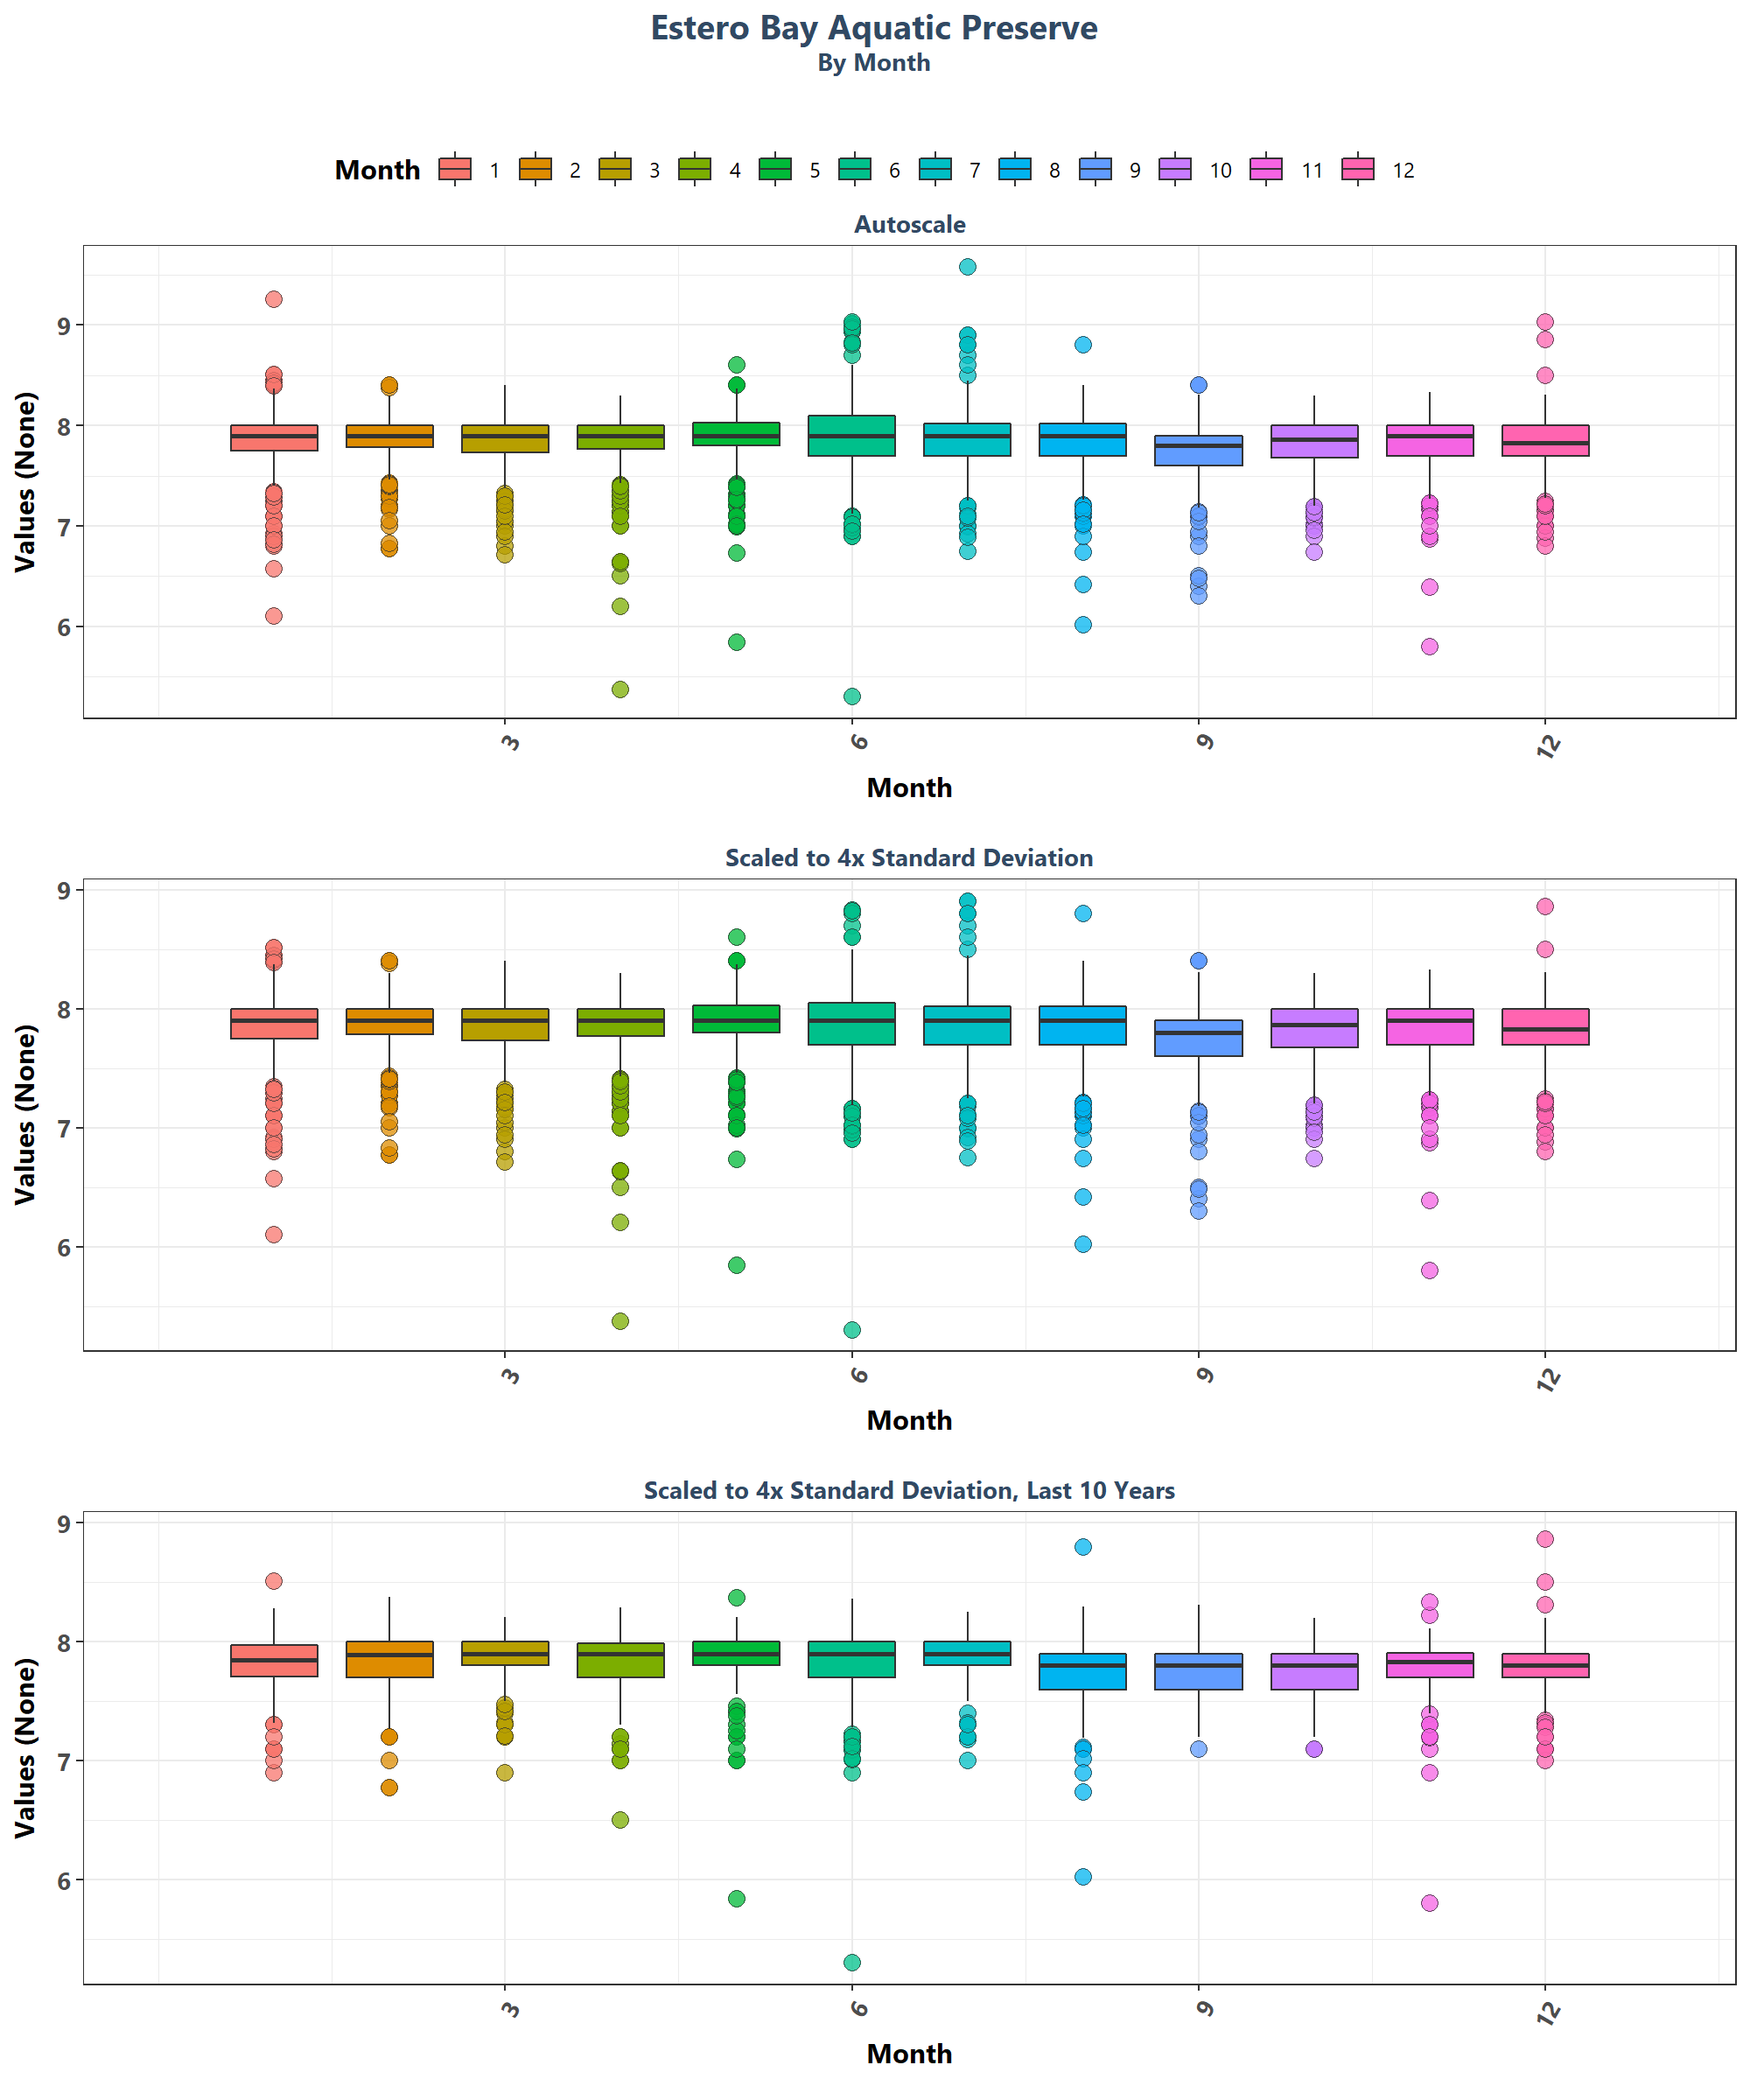 Estero Bay Aquatic Preserve
By Month
Month 1 2 3 4 5 6 7 8 9 10 11 12
Autoscale
Values (None)
9
8
7
6
3 6 9 12
Month
Scaled to 4x Standard Deviation
Values (None)
9
8
7
6
3 6 9 12
Month
Scaled to 4x Standard Deviation, Last 10 Years
Values (None)
9
8
7
6
3 6 9 12
Month